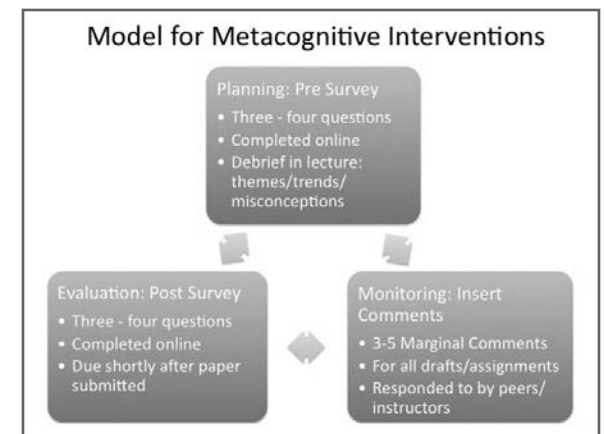 Model for Metacognitive Interventions
Planning: Pre Survey
• Three - four questions
• Completed online
• Debrief in lecture:
themes/trends/
misconceptions
Evaluation: Post Survey
• Three - four questions
• Completed online
• Due shortly after paper
submitted
Monitoring: Insert
Comments
• 3-5 Marginal Comments
• For all drafts/assignments
• Responded to by peers/
instructors